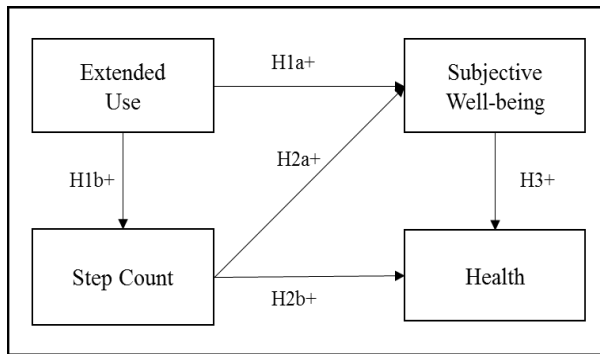 Extended
Use
H1a+
Subjective
Well-being
H1b+
H2a+
H3+
Step Count
H2b+
Health